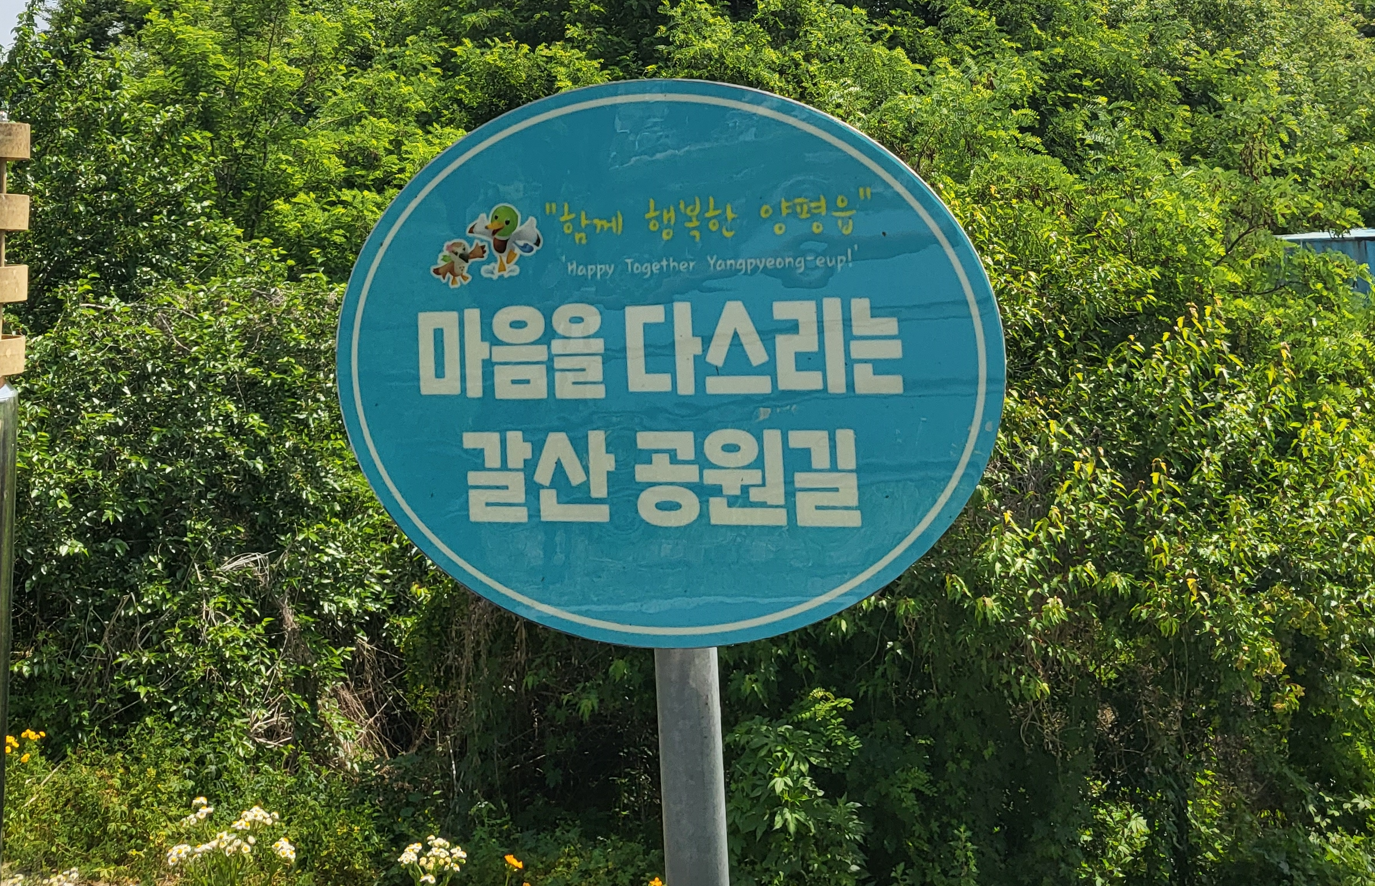 "함께 행복한 양평읍"
'Happy Together Yangpyeong-eup!'
마음을 다스리는
갈산 공원길